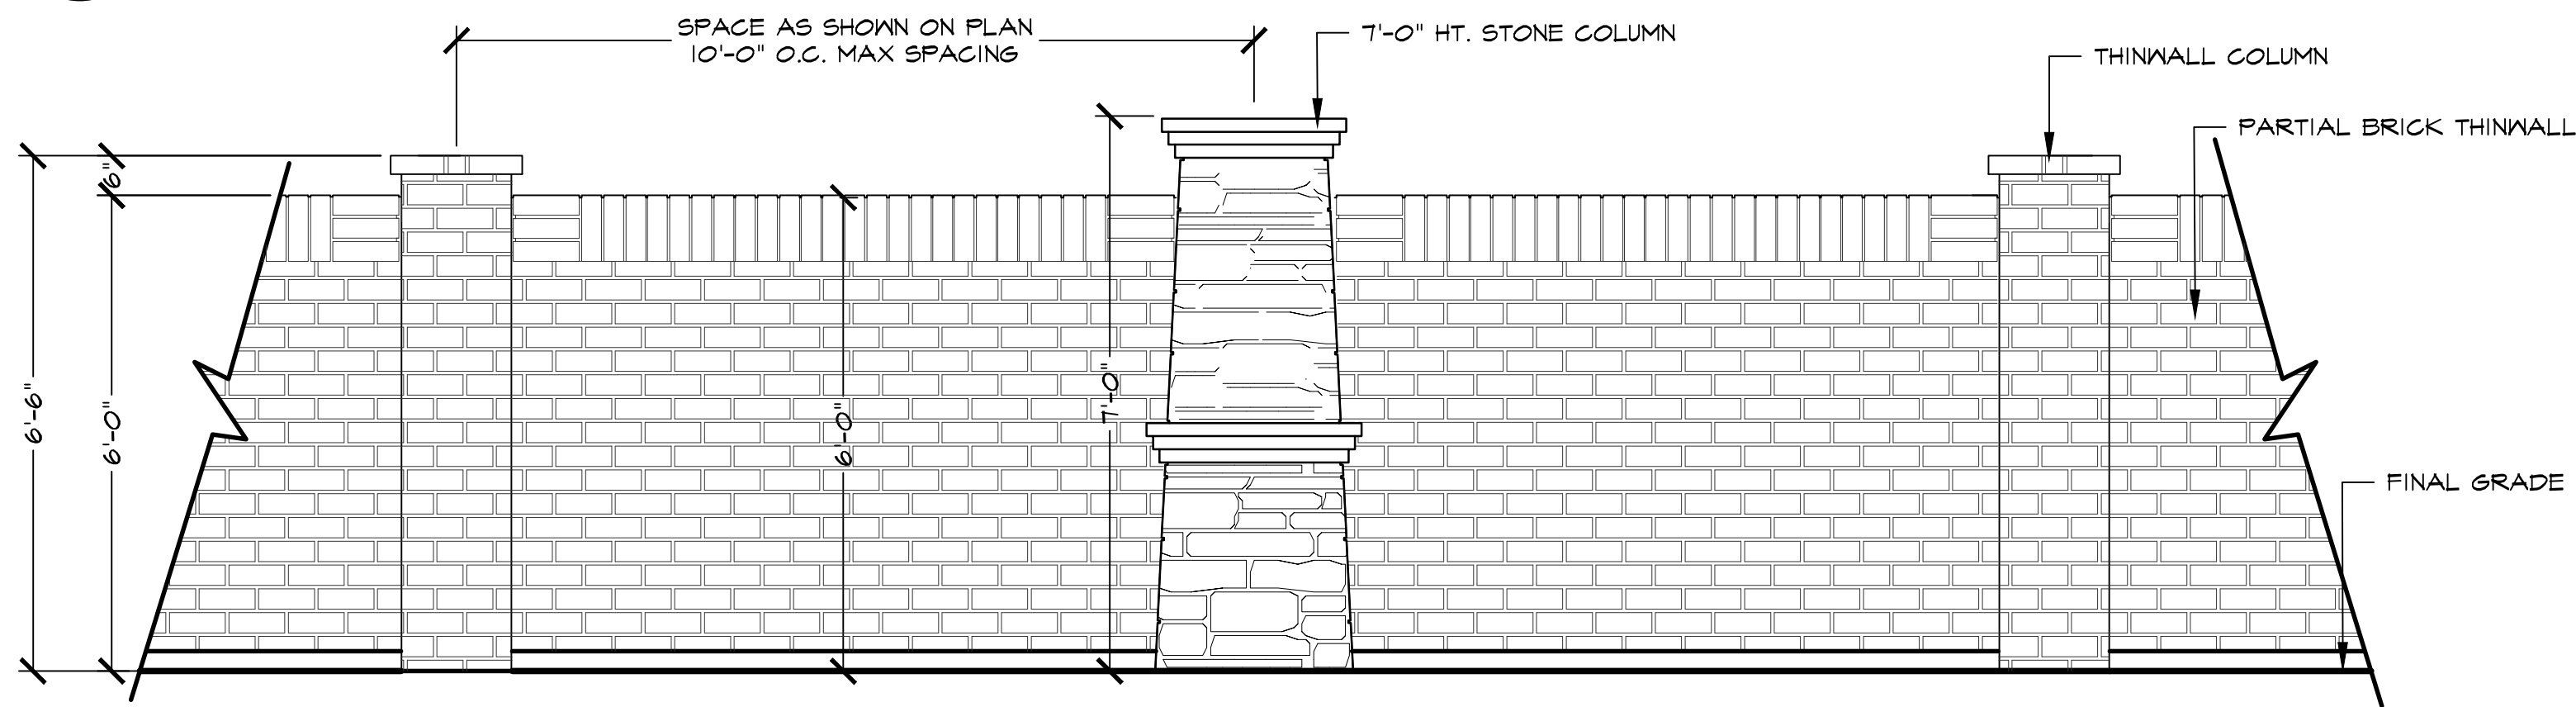 SPACE AS SHOWN ON PLAN
10'-0" O.C. MAX SPACING
7'-0" HT. STONE COLUMN
THINWALL COLUMN
PARTIAL BRICK THINWALL
6"
6'-6"
6'-0"
6'-0"
7'-0"
FINAL GRADE